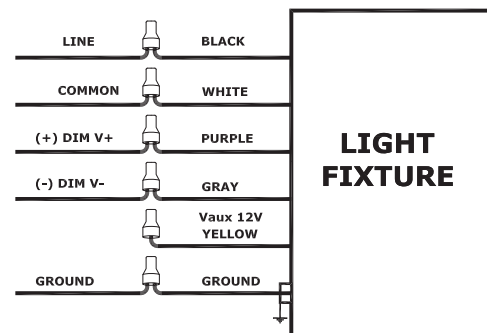 LINE BLACK
COMMON WHITE
(+) DIM V+ PURPLE
(-) DIM V- GRAY
Vaux 12V
YELLOW
GROUND GROUND
LIGHT
FIXTURE